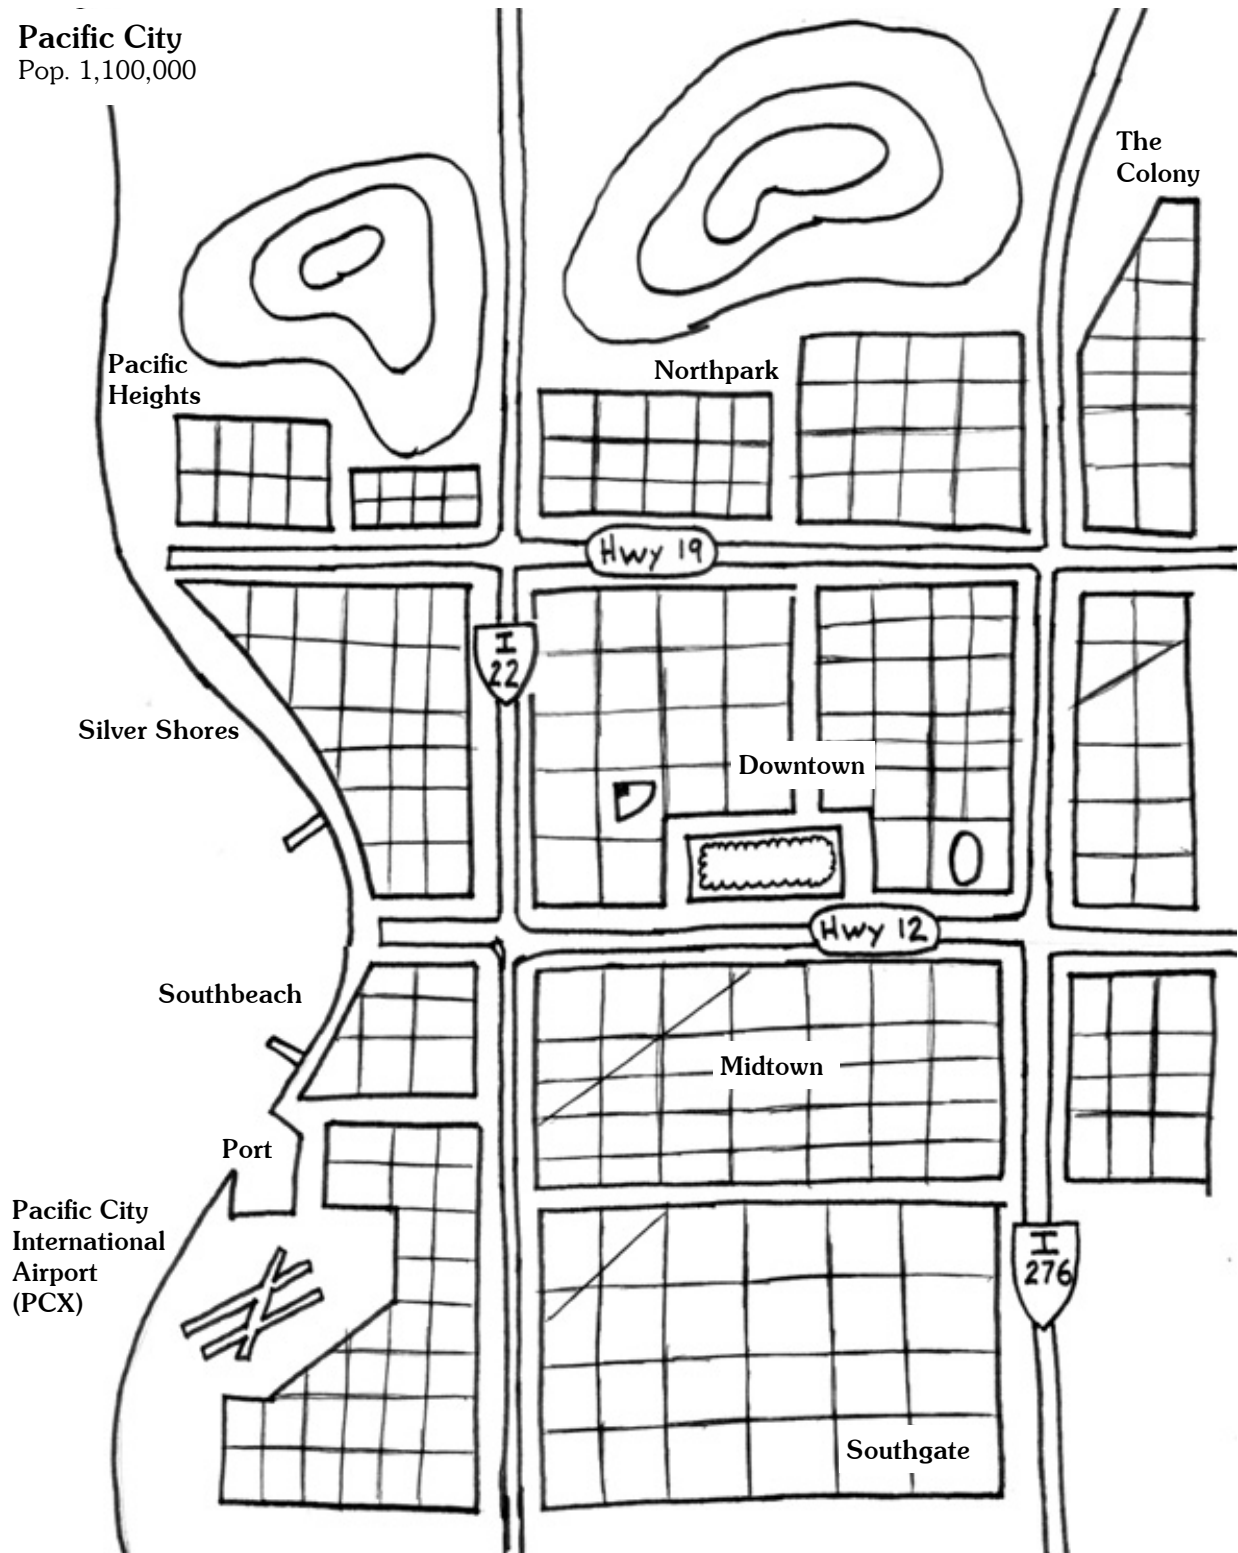 Pacific City
Pop. 1,100,000
The
Colony
Pacific
Heights
Northpark
Hwy 19
I
22
Silver Shores
Downtown
Hwy 12
Southbeach
Midtown
Port
Pacific City
International
Airport
(PCX)
I
276
Southgate